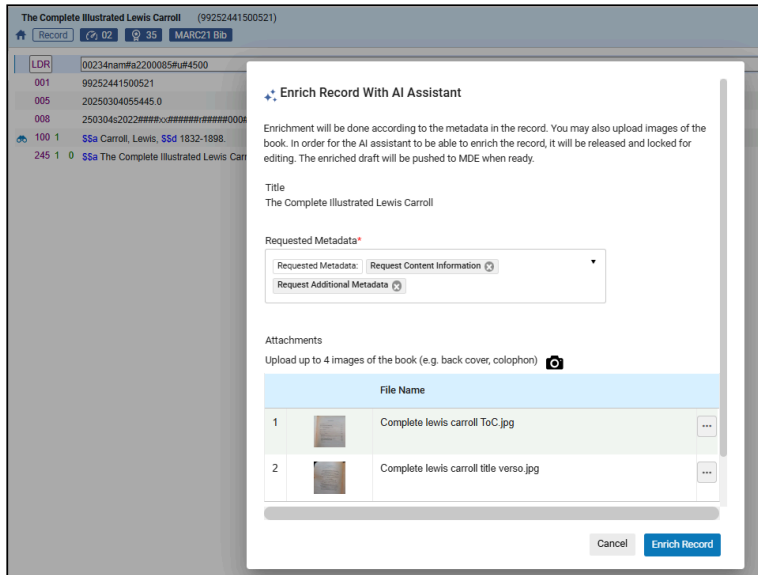 The Complete Illustrated Lewis Carroll (99252441500521)
Record 02 35 MARC21 Bib
LDR 00234nam#a2200085#u#4500
001 99252441500521
005 20250304055445.0
008 250304s2022####xx######r#####000#
100 1 $$a Carroll, Lewis, $$d 1832-1898.
245 1 0 $$a The Complete Illustrated Lewis Carr
Enrich Record With AI Assistant
Enrichment will be done according to the metadata in the record. You may also upload images of the
book. In order for the AI assistant to be able to enrich the record, it will be released and locked for
editing. The enriched draft will be pushed to MDE when ready.
Title
The Complete Illustrated Lewis Carroll
Requested Metadata*
Requested Metadata: Request Content Information
Request Additional Metadata
Attachments
Upload up to 4 images of the book (e.g. back cover, colophon)
File Name
1 Complete lewis carroll ToC.jpg
2 Complete lewis carroll title verso.jpg
Cancel Enrich Record